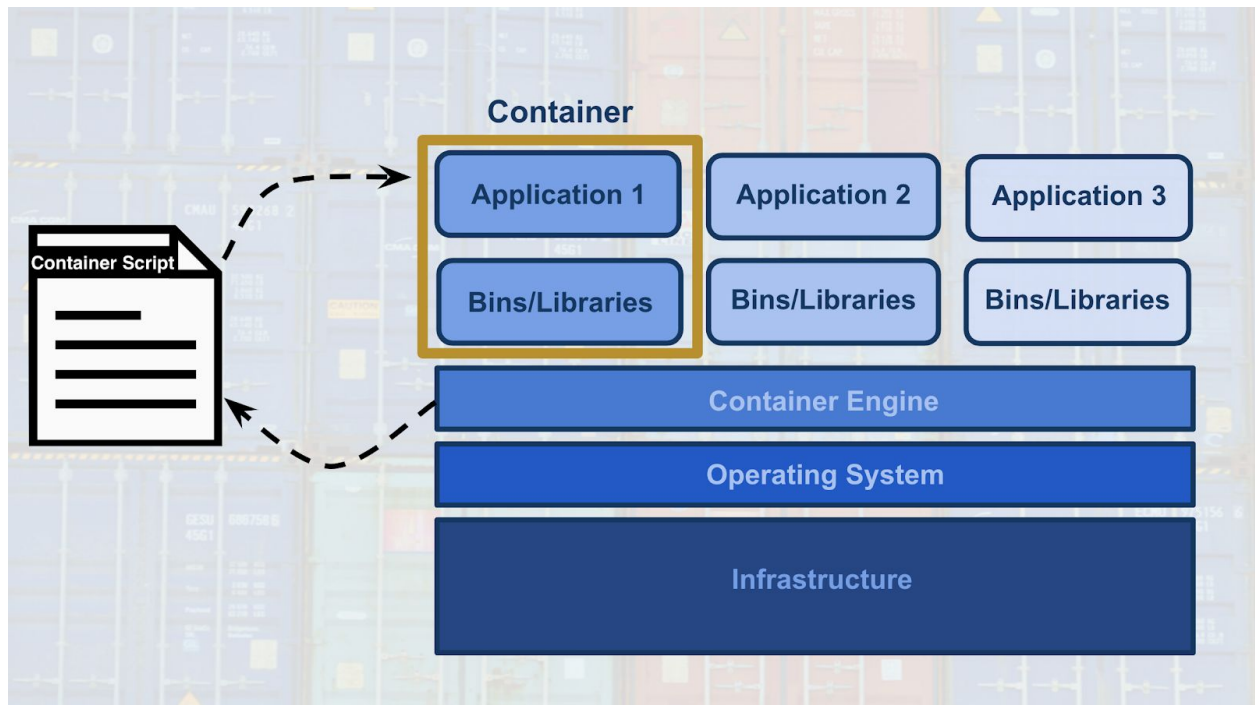 Container
Application 1
Application 2
Application 3
Container Script
Bins/Libraries
Bins/Libraries
Bins/Libraries
Container Engine
Operating System
Infrastructure